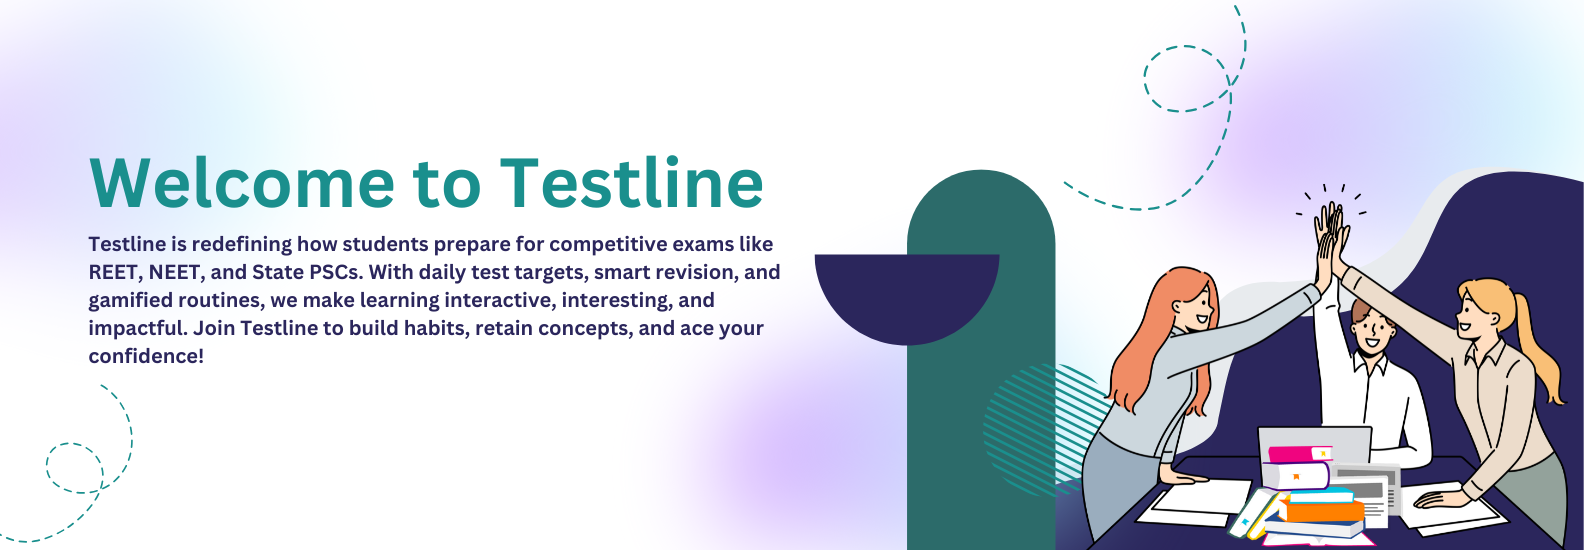 Welcome to Testline
Testline is redefining how students prepare for competitive exams like
REET, NEET, and State PSCs. With daily test targets, smart revision, and
gamified routines, we make learning interactive, interesting, and
impactful. Join Testline to build habits, retain concepts, and ace your
confidence!